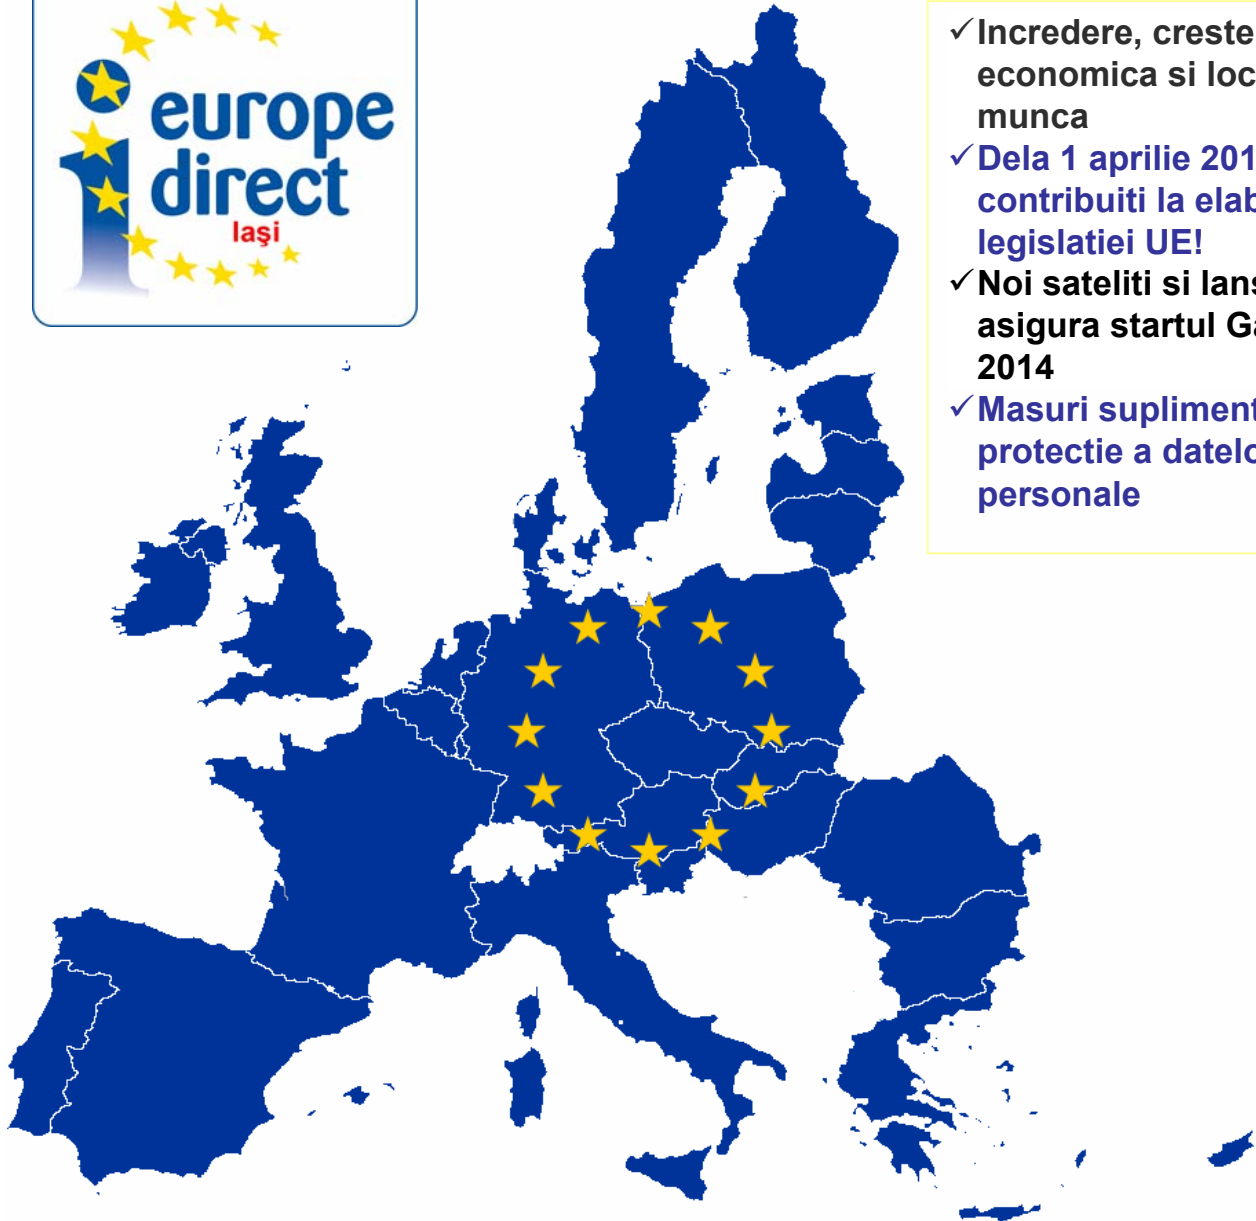 europe
direct
Iaşi
Incredere, creste
economica si loc
munca
Dela 1 aprilie 201
contribuiti la elab
legislatiei UE!
Noi sateliti si lans
asigura startul Ga
2014
Masuri supliment
protectie a datelo
personale